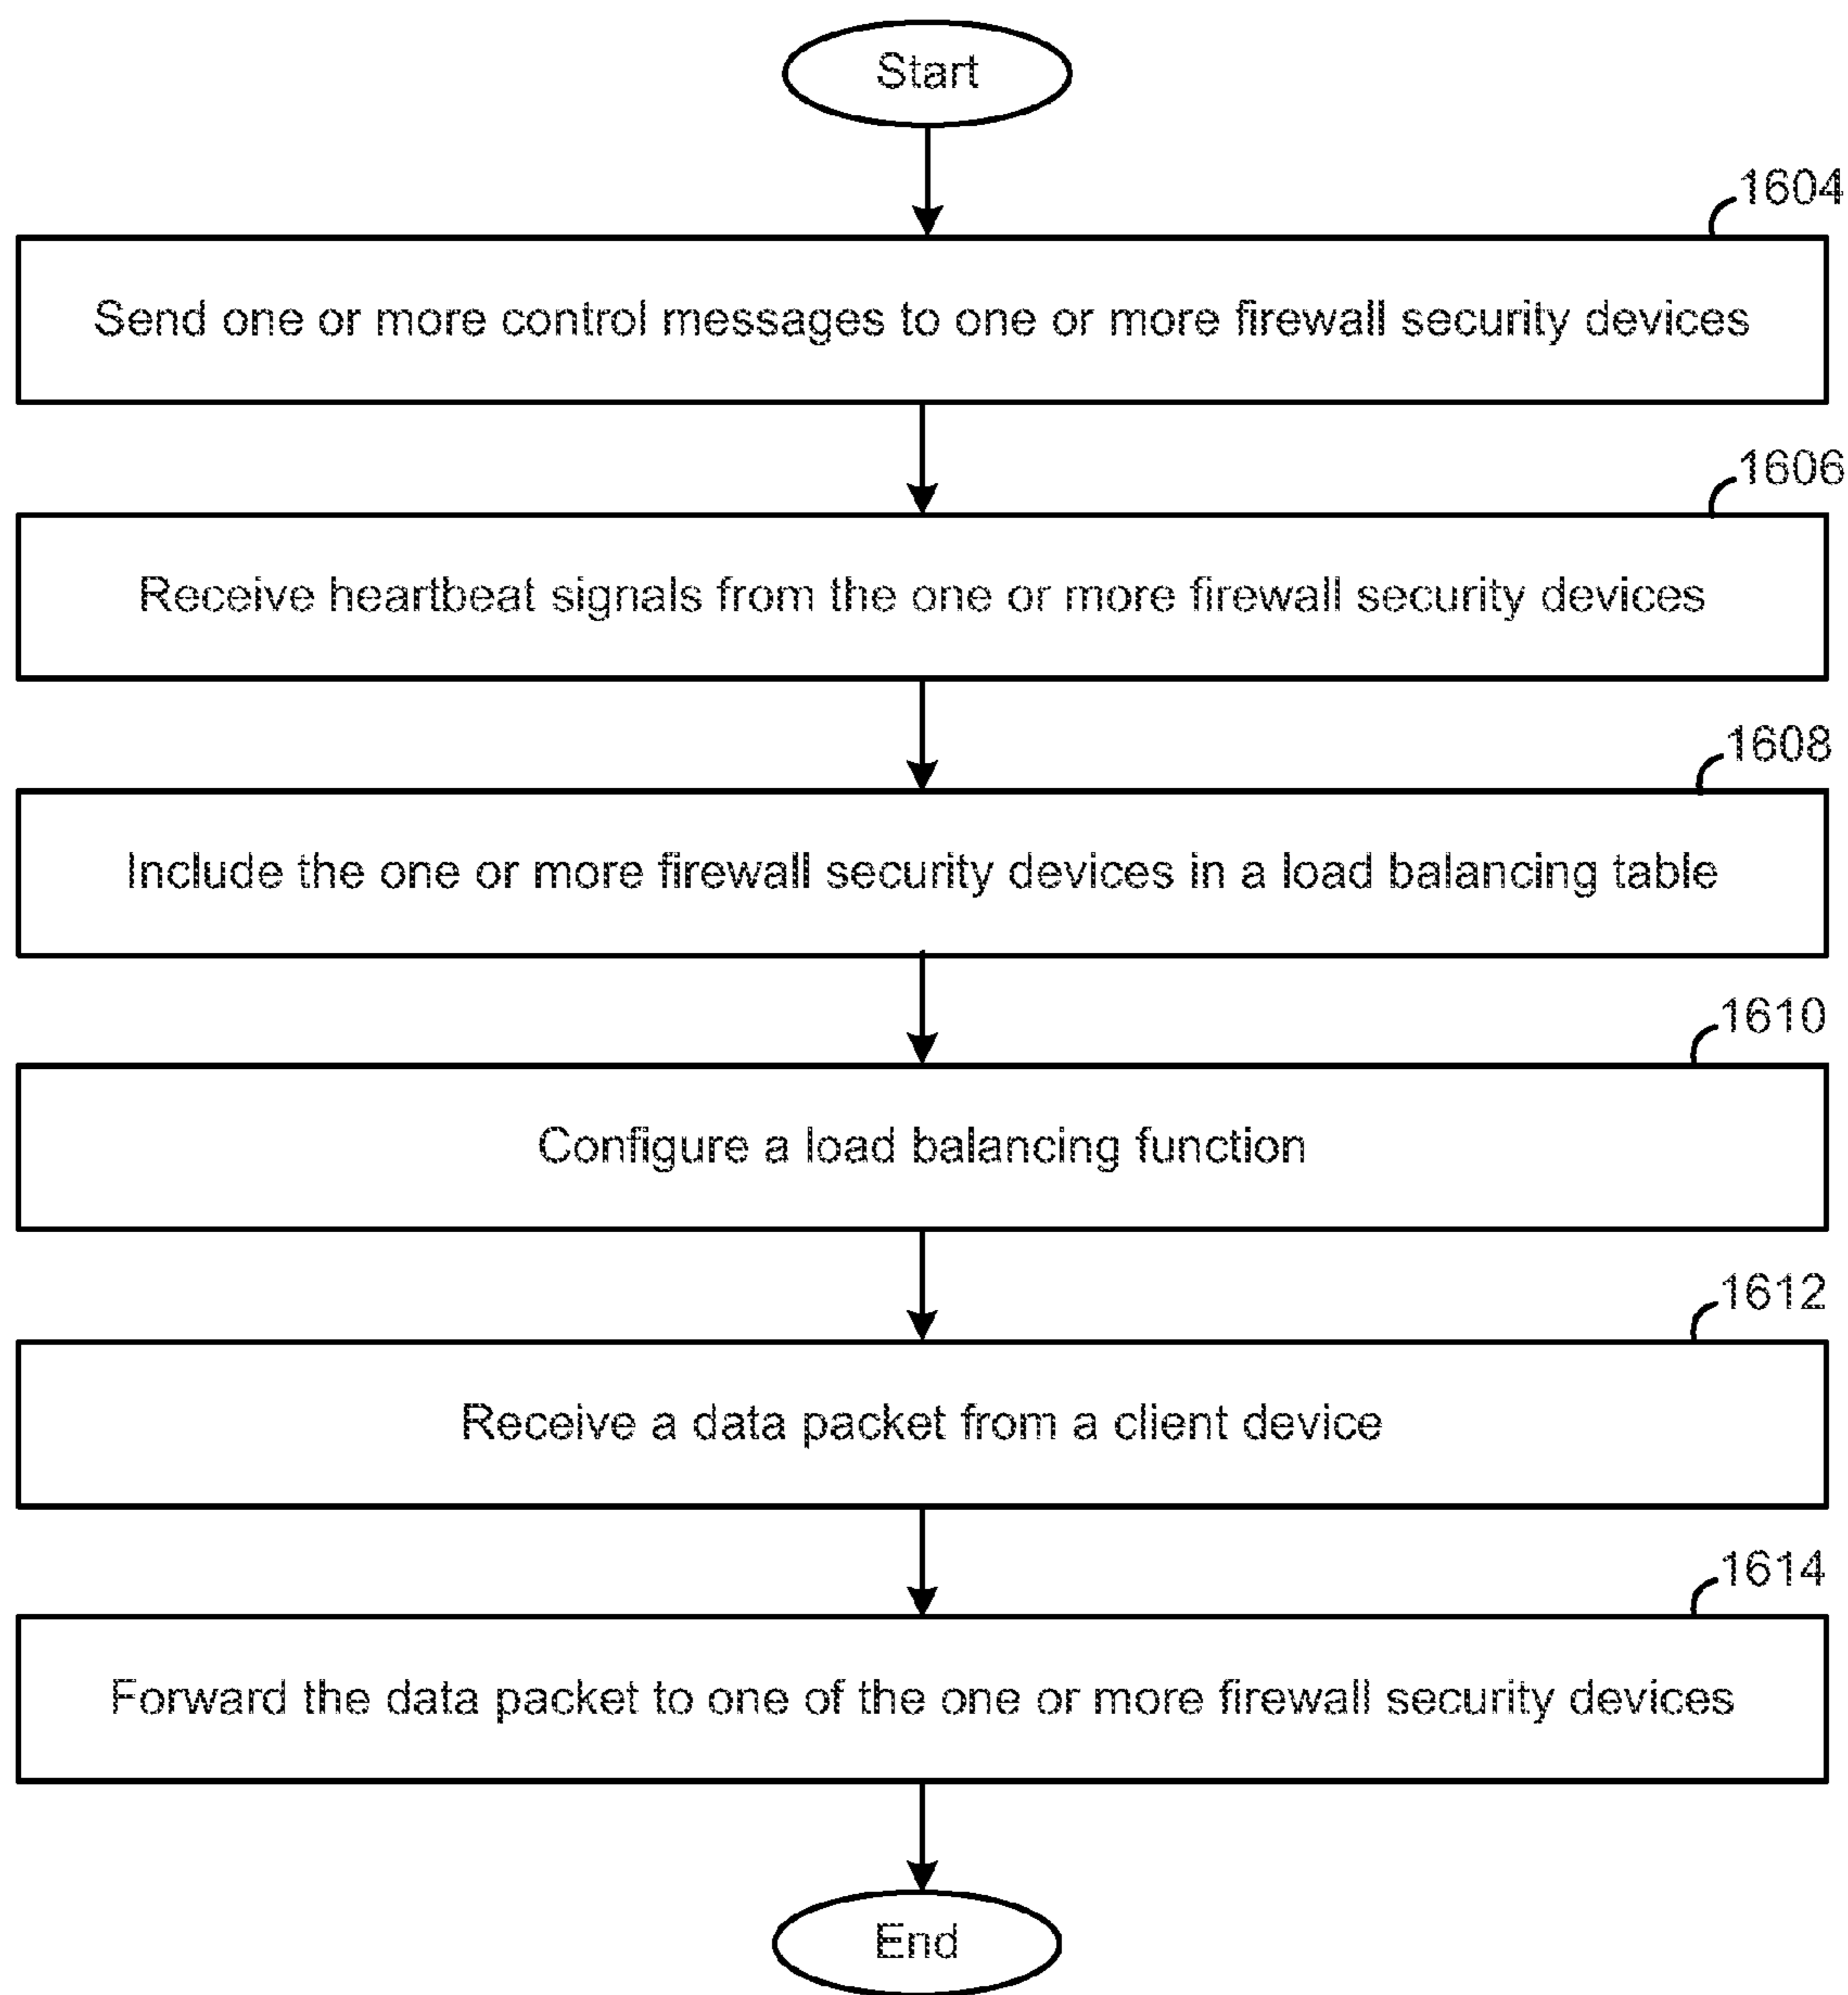 Start
1604
Send one or more control messages to one or more firewall security devices
1606
Receive heartbeat signals from the one or more firewall security devices
1608
Include the one or more firewall security devices in a load balancing table
1610
Configure a load balancing function
1612
Receive a data packet from a client device
1614
Forward the data packet to one of the one or more firewall security devices
End